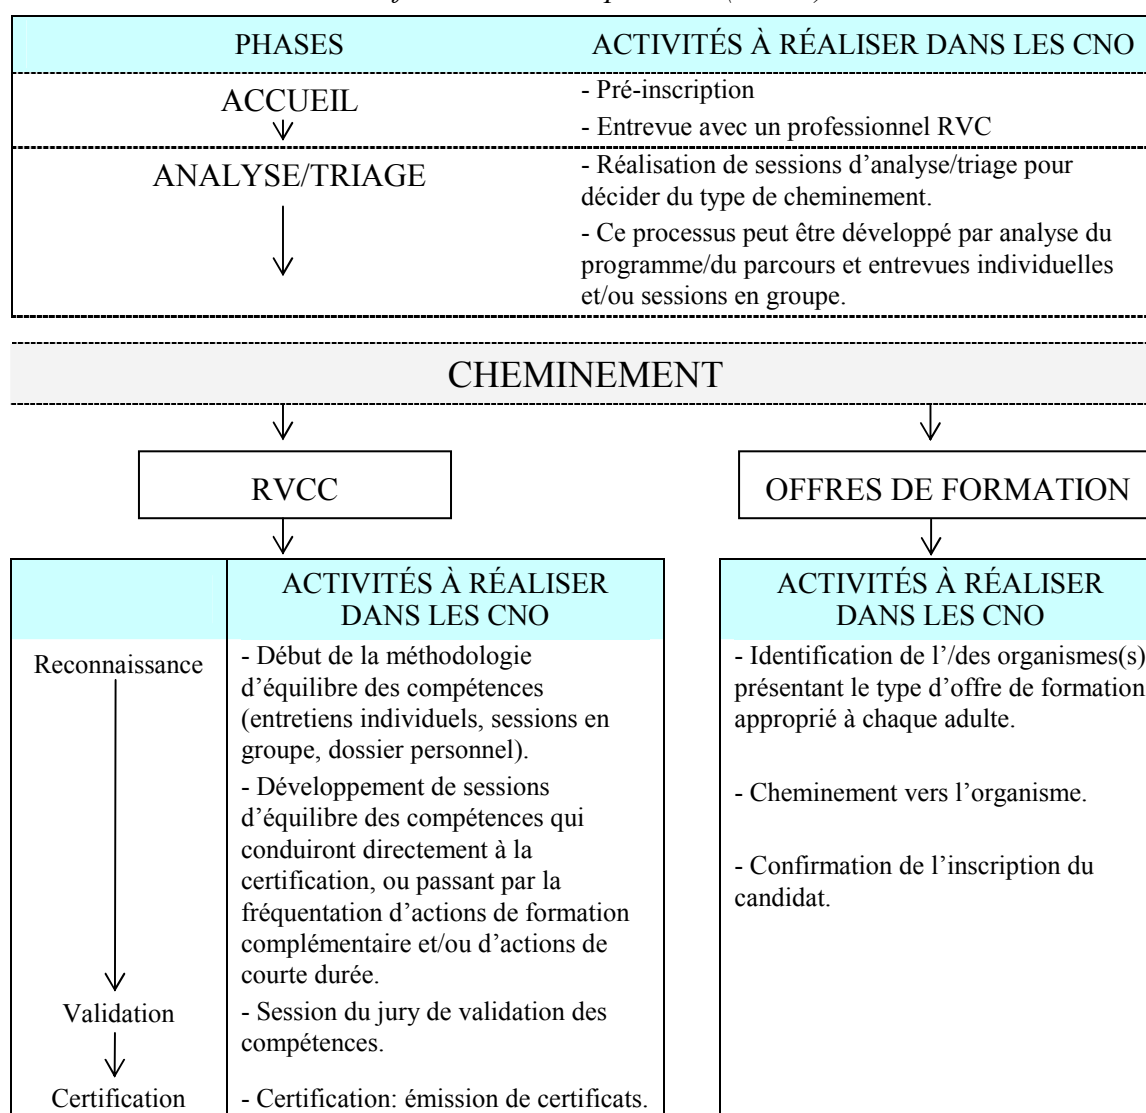 PHASES
ACTIVITÉS À RÉALISER DANS LES CNO
ACCUEIL
- Pré-inscription
- Entrevue avec un professionnel RVC
ANALYSE/TRIAGE
- Réalisation de sessions d’analyse/triage pour
décider du type de cheminement.
- Ce processus peut être développé par analyse du
programme/du parcours et entrevues individuelles
et/ou sessions en groupe.
CHEMINEMENT
RVCC
OFFRES DE FORMATION
ACTIVITÉS À RÉALISER
DANS LES CNO
Reconnaissance
- Début de la méthodologie
d’équilibre des compétences
(entretiens individuels, sessions en
groupe, dossier personnel).
- Développement de sessions
d’équilibre des compétences qui
conduiront directement à la
certification, ou passant par la
fréquentation d’actions de formation
complémentaire et/ou d’actions de
courte durée.
Validation
- Session du jury de validation des
compétences.
Certification
- Certification: émission de certificats.
ACTIVITÉS À RÉALISER
DANS LES CNO
- Identification de l’/des organismes(s)
présentant le type d’offre de formation
approprié à chaque adulte.
- Cheminement vers l’organisme.
- Confirmation de l’inscription du
candidat.